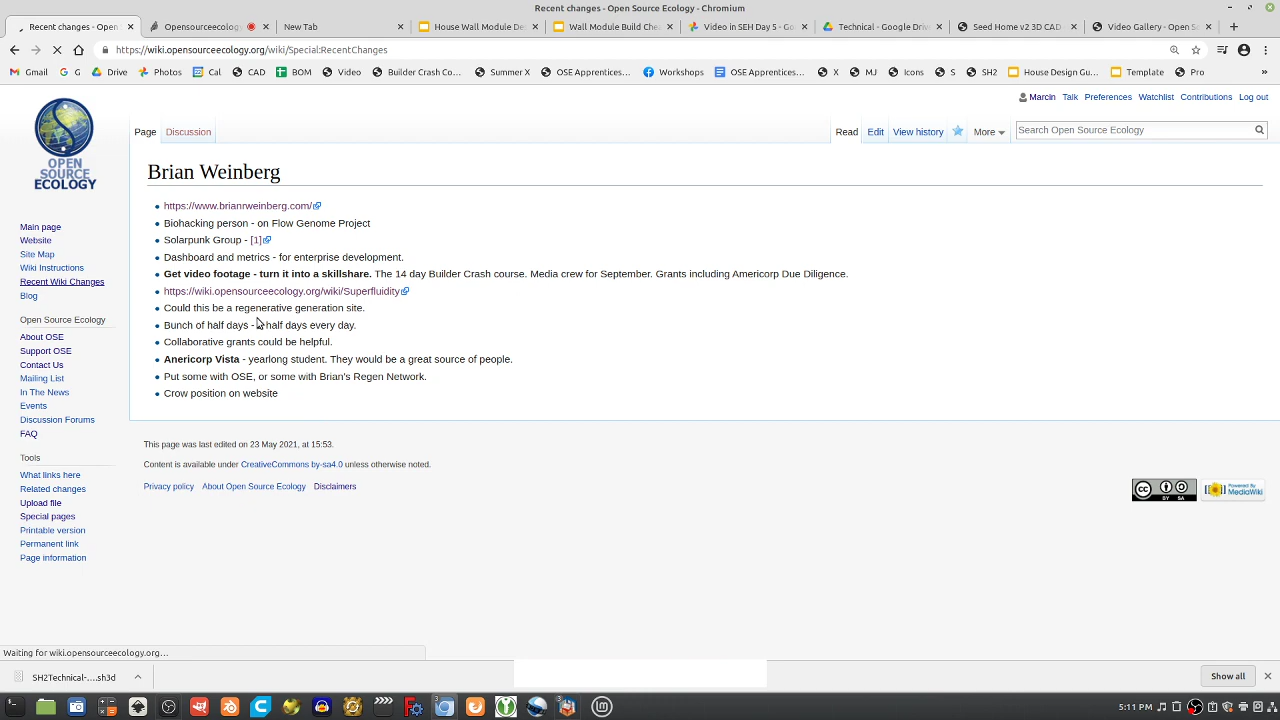 Recent changes - Open Source Ecology - Chromium
Recent changes - Open S
Opensourceecology
New Tab
House Wall Module De
Wall Module Build Che
Video in SEH Day 5 - Go
Technical - Google Driv
Seed Home v2 3D CAD
Video Gallery - Open So
https://wiki.opensourceecology.org/wiki/Special:RecentChanges
Gmail
G
Drive
Photos
Cal
CAD
BOM
Video
Builder Crash Co...
Summer X
OSE Apprentices...
Workshops
OSE Apprentices...
X
MJ
Icons
S
SH2
House Design Gu...
Template
Pro
»
Marcin Talk Preferences Watchlist Contributions Log out
Page Discussion
Read Edit View history More
Search Open Source Ecology
OPEN
SOURCE
ECOLOGY
Brian Weinberg
https://www.brianrweinberg.com/
Biohacking person - on Flow Genome Project
Solarpunk Group - [1]
Dashboard and metrics - for enterprise development.
Get video footage - turn it into a skillshare. The 14 day Builder Crash course. Media crew for September. Grants including Americorp Due Diligence.
https://wiki.opensourceecology.org/wiki/Superfluidity
Could this be a regenerative generation site.
Bunch of half days - half days every day.
Collaborative grants could be helpful.
Anericorp Vista - yearlong student. They would be a great source of people.
Put some with OSE, or some with Brian's Regen Network.
Crow position on website
Main page
Website
Site Map
Wiki Instructions
Recent Wiki Changes
Blog
Open Source Ecology
About OSE
Support OSE
Contact Us
Mailing List
In The News
Events
Discussion Forums
FAQ
Tools
What links here
Related changes
Upload file
Special pages
Printable version
Permanent link
Page information
This page was last edited on 23 May 2021, at 15:53.
Content is available under CreativeCommons by-sa4.0 unless otherwise noted.
Privacy policy About Open Source Ecology Disclaimers
CC BY SA
Powered By MediaWiki
Waiting for wiki.opensourceecology.org...
SH2Technical-....sh3d
Show all
5:11 PM